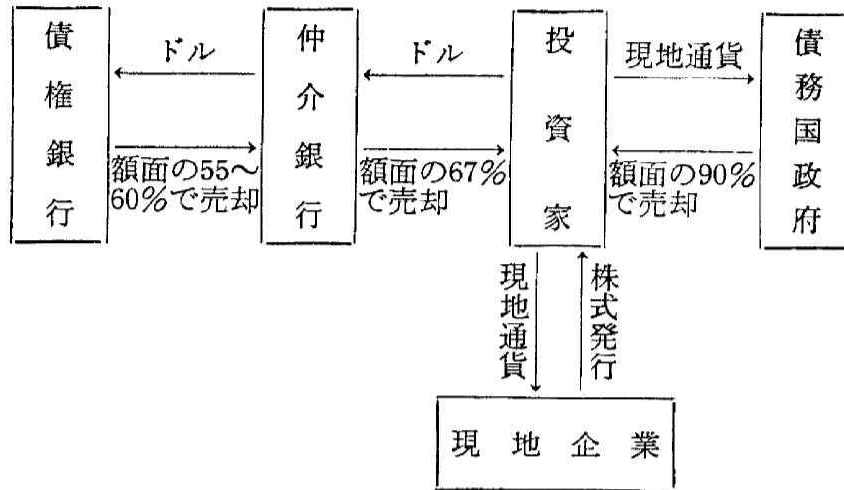 債権銀行
ドル
額面の55〜
60%で売却
仲介銀行
ドル
額面の67%
で売却
投資家
現地通貨
額面の90%
で売却
債務国政府
現地通貨
株式発行
現地企業